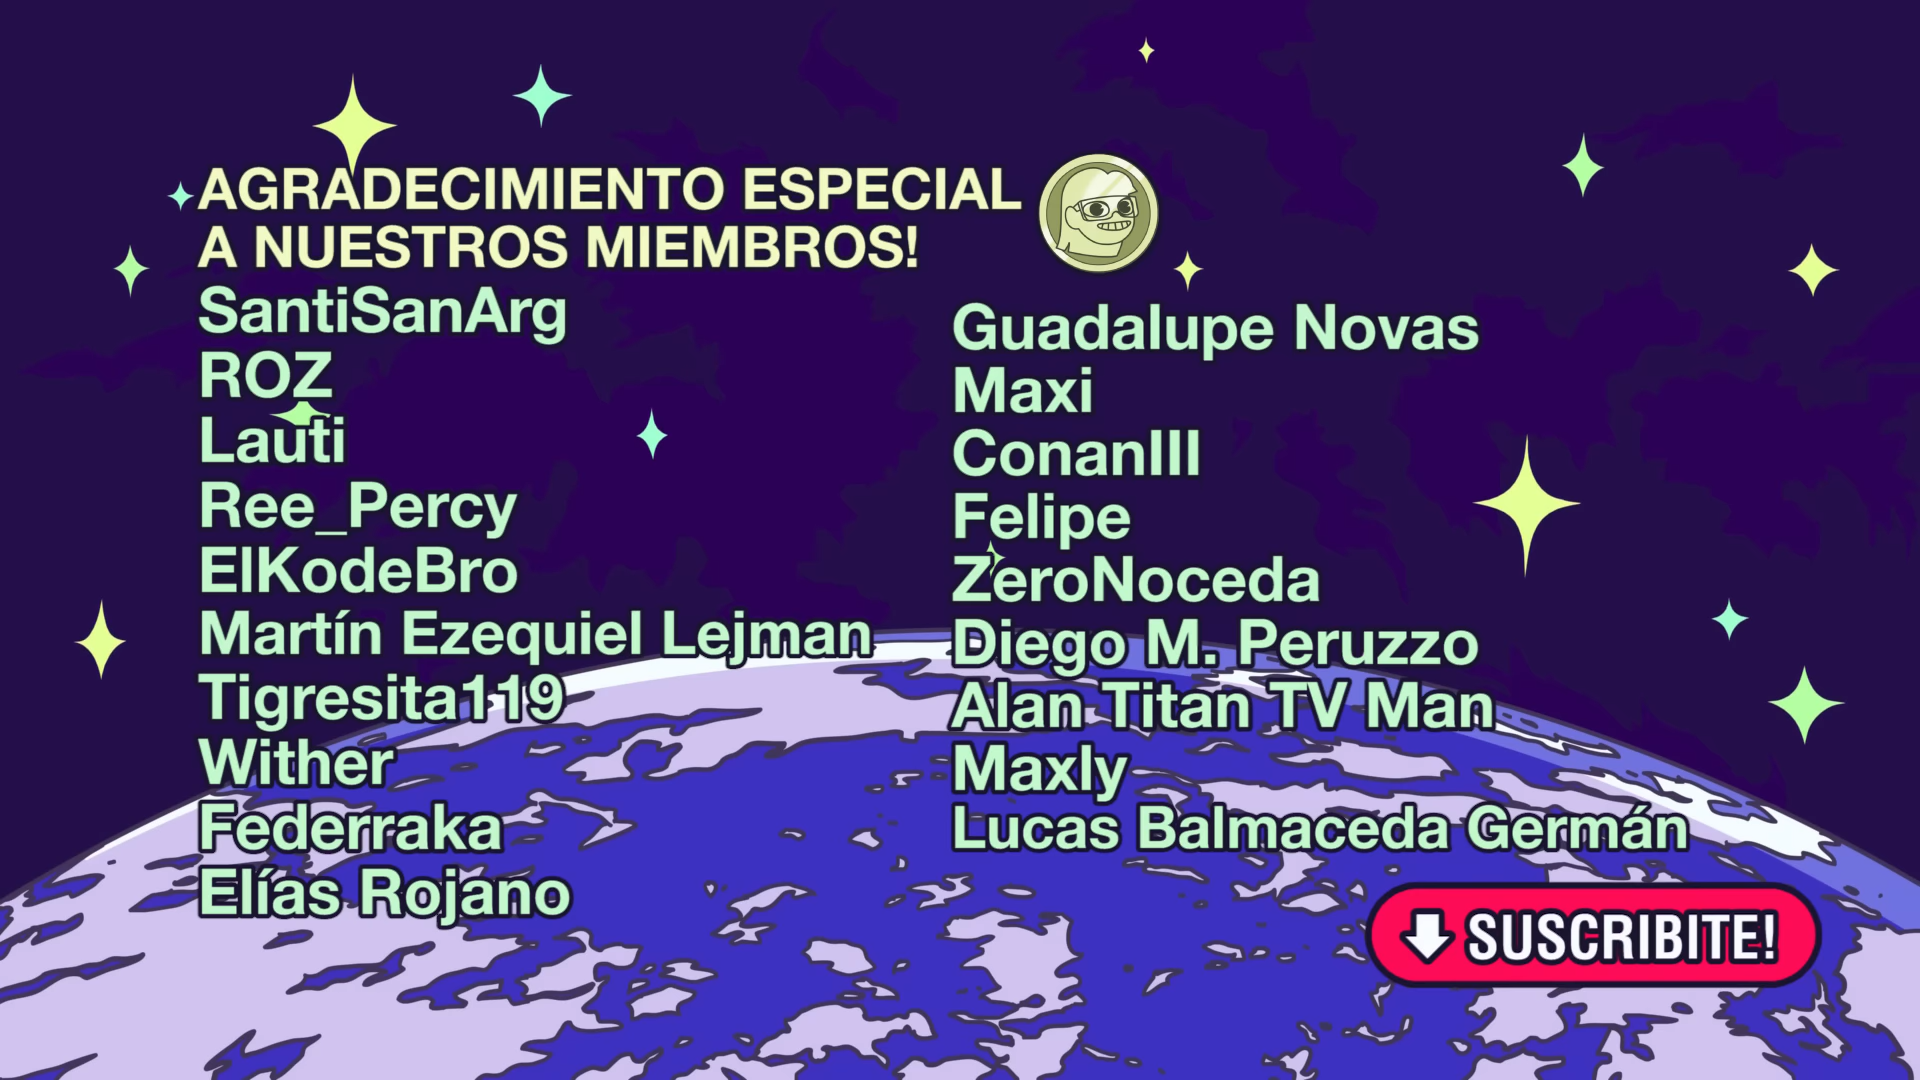 AGRADECIMIENTO ESPECIAL
A NUESTROS MIEMBROS!
SantiSanArg
ROZ
Lauti
Ree_Percy
ElKodeBro
Martín Ezequiel Lejman
Tigresita119
Wither
Federraka
Elías Rojano
Guadalupe Novas
Maxi
ConanIII
Felipe
ZeroNoceda
Diego M. Peruzzo
Alan Titan TV Man
Maxly
Lucas Balmaceda Germán
SUSCRIBITE!